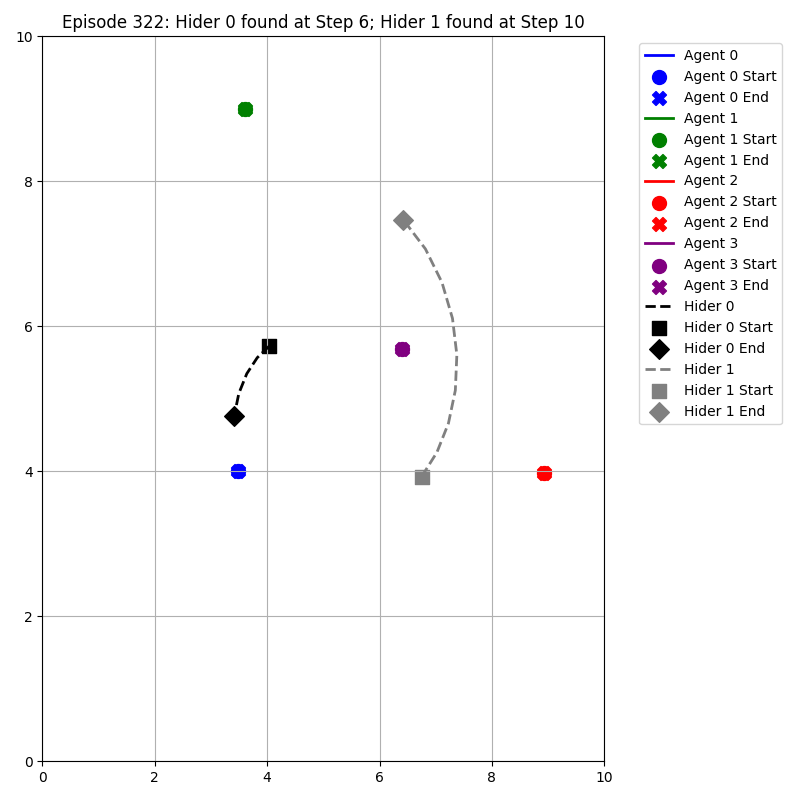 Episode 322: Hider 0 found at Step 6; Hider 1 found at Step 10
10
8
6
4
2
0
0 2 4 6 8 10
Agent 0
Agent 0 Start
Agent 0 End
Agent 1
Agent 1 Start
Agent 1 End
Agent 2
Agent 2 Start
Agent 2 End
Agent 3
Agent 3 Start
Agent 3 End
Hider 0
Hider 0 Start
Hider 0 End
Hider 1
Hider 1 Start
Hider 1 End